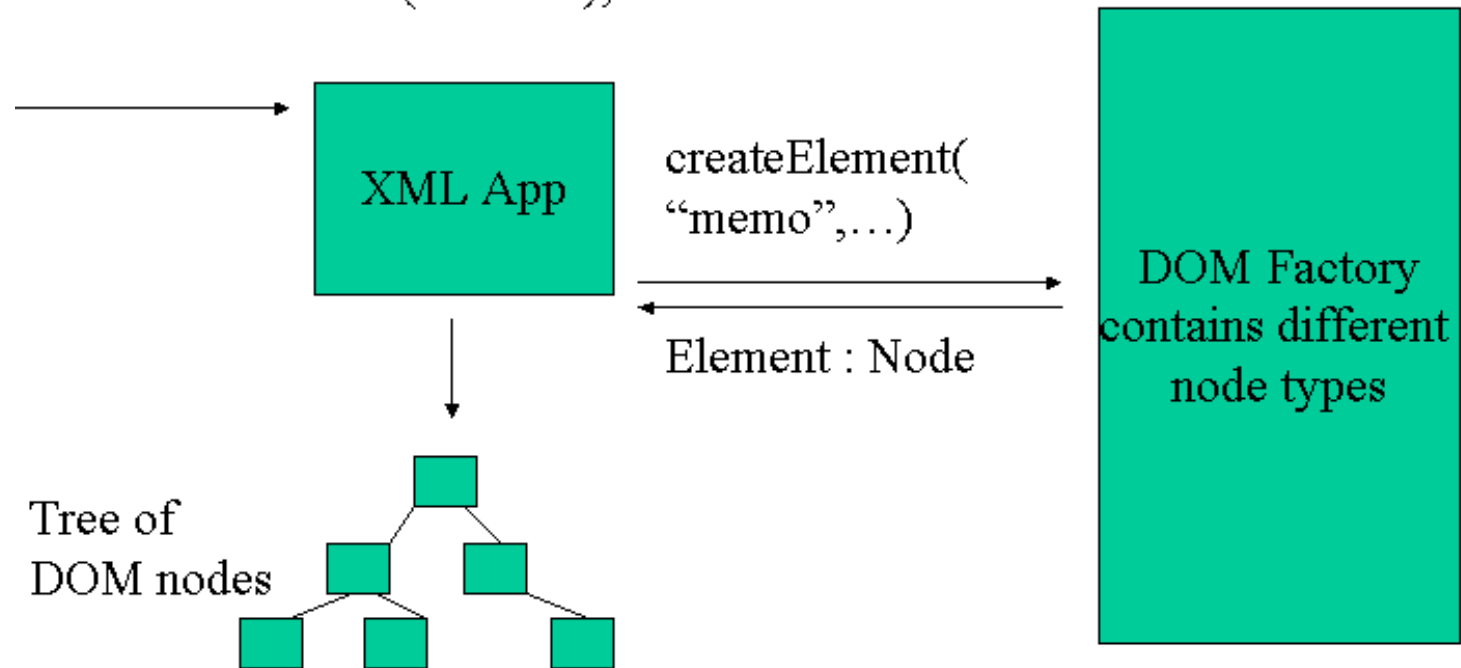 XML App
createElement(
“memo”,…)
Element : Node
DOM Factory
contains different
node types
Tree of
DOM nodes